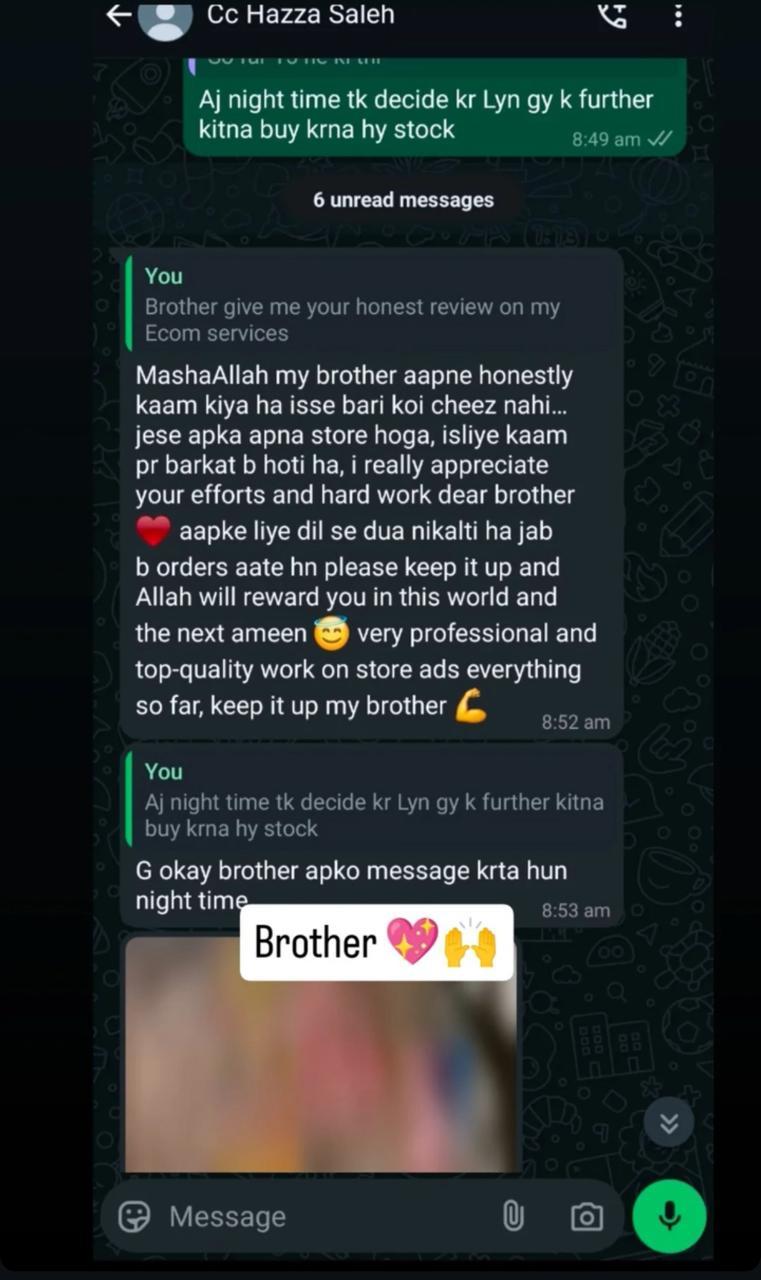 Cc Hazza Saleh
Aj night time tk decide kr Lyn gy k further
kitna buy krna hy stock
8:49 am
6 unread messages
You
Brother give me your honest review on my
Ecom services
MashaAllah my brother aapne honestly
kaam kiya ha isse bari koi cheez nahi...
jese apka apna store hoga, isliye kaam
pr barkat b hoti ha, i really appreciate
your efforts and hard work dear brother
❤️ aapke liye dil se dua nikalti ha jab
b orders aate hn please keep it up and
Allah will reward you in this world and
the next ameen 😇 very professional and
top-quality work on store ads everything
so far, keep it up my brother 💪
8:52 am
You
Aj night time tk decide kr Lyn gy k further kitna
buy krna hy stock
G okay brother apko message krta hun
night time
8:53 am
Brother 💖🙌
Message